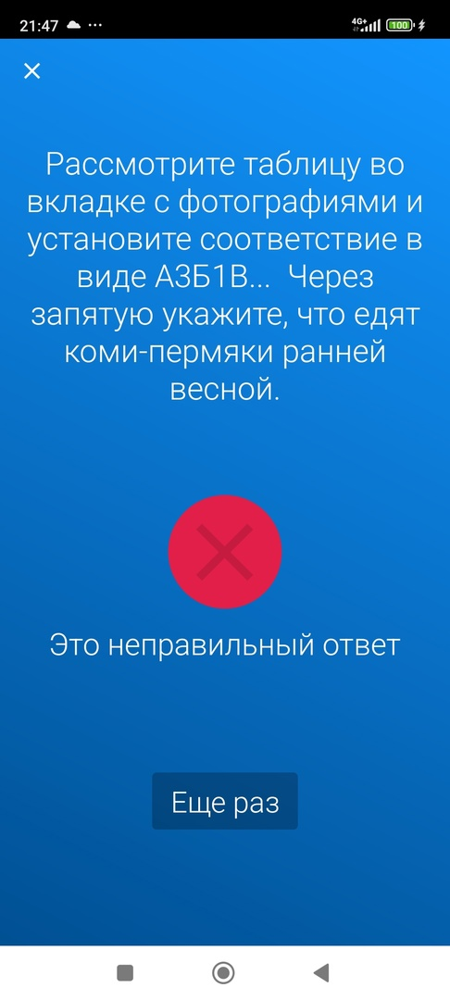 21:47
4G+
100
Рассмотрите таблицу во
вкладке с фотографиями и
установите соответствие в
виде А3Б1В... Через
запятую укажите, что едят
коми-пермяки ранней
весной.
Это неправильный ответ
Еще раз